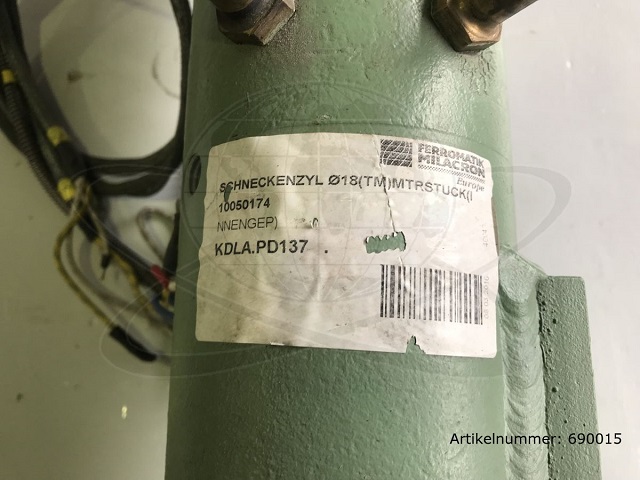 FERROMATIK
MILACRON
Europe
SCHNECKENZYL Ø18(TM)MTRSTUCK(I
10050174
NNENGEP)
KDLA.PD137 .
Artikelnummer: 690015